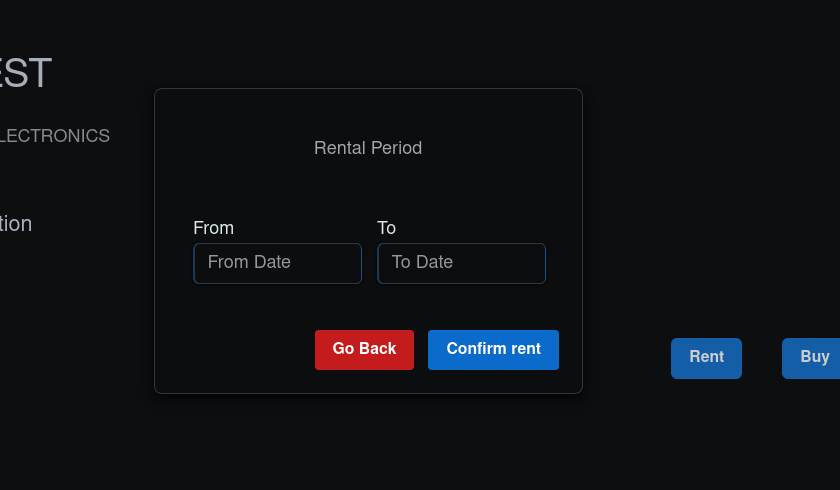 EST
LECTRONICS
Rental Period
tion
From
To
From Date
To Date
Go Back
Confirm rent
Rent
Buy